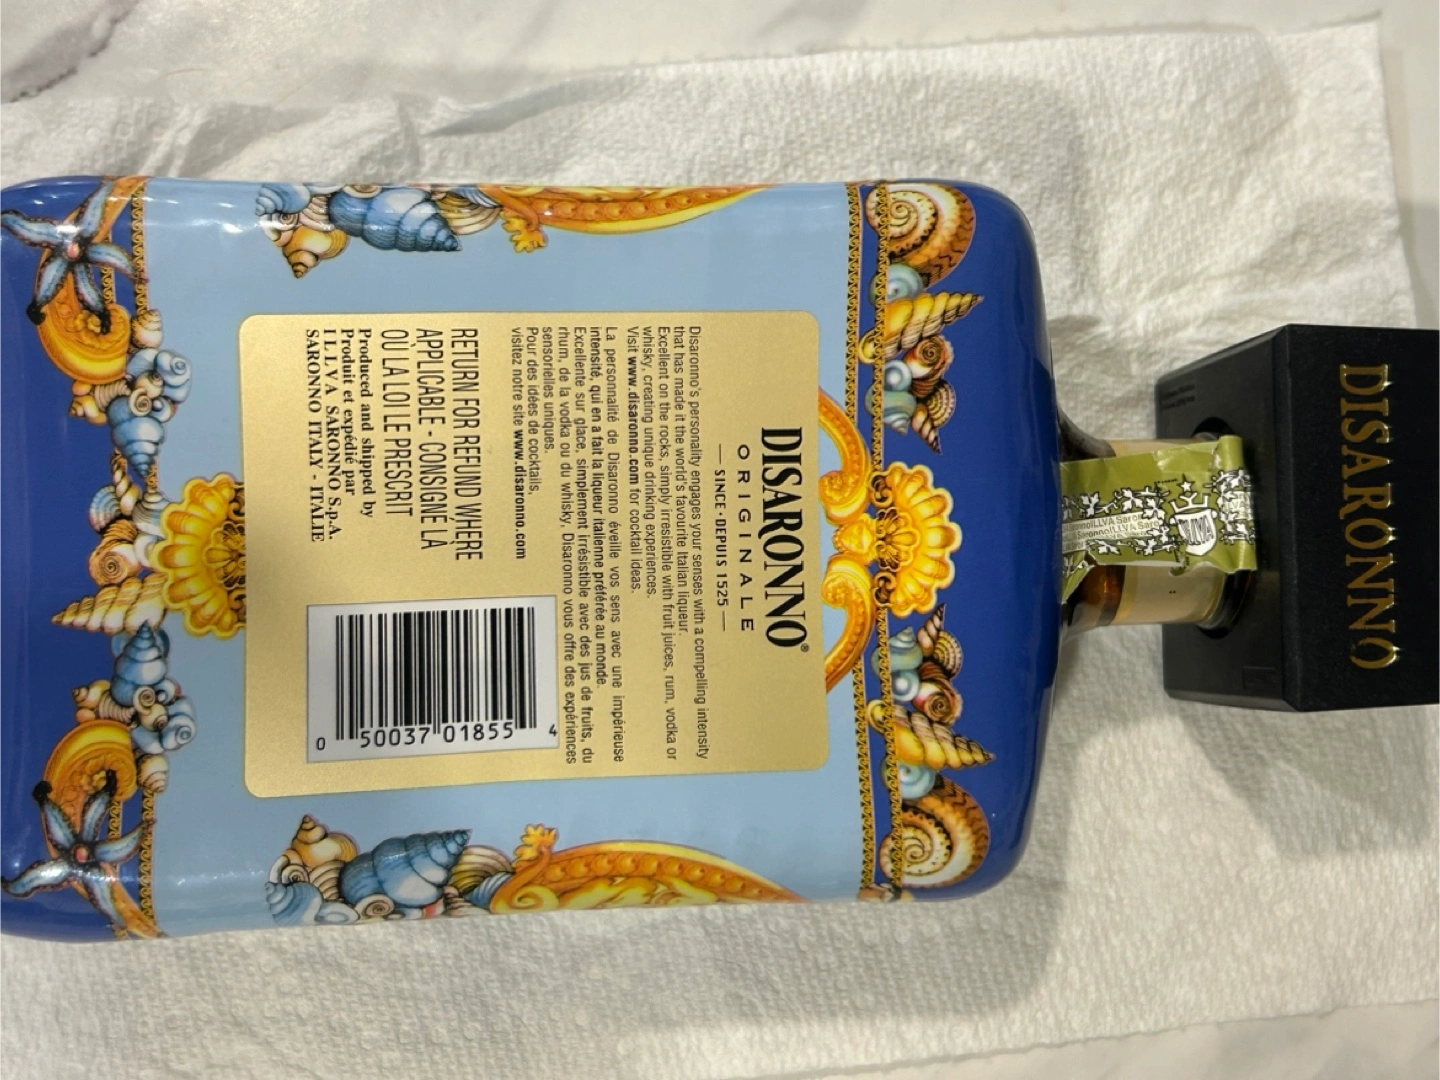 DISARONNO®
ORIGINALE
— SINCE • DEPUIS 1525 —
Disaronno's personality engages your senses with a compelling intensity
that has made it the world's favourite Italian liqueur.
Excellent on the rocks, simply irresistible with fruit juices, rum, vodka or
whisky, creating unique drinking experiences.
Visit www.disaronno.com for cocktail ideas.
La personnalité de Disaronno éveille vos sens avec une impérieuse
intensité, qui en a fait la liqueur italienne préférée au monde.
Excellente sur glace, simplement irrésistible avec des jus de fruits, du
rhum, de la vodka ou du whisky, Disaronno vous offre des expériences
sensorielles uniques.
Pour des idées de cocktails,
visitez notre site www.disaronno.com
RETURN FOR REFUND WHERE
APPLICABLE - CONSIGNÉ LÀ
OÙ LA LOI LE PRESCRIT
Produced and shipped by
Produit et expédié par
ILLVA SARONNO S.p.A.
SARONNO ITALY - ITALIE
0 50037 01855 4
DISARONNO
ILLVA